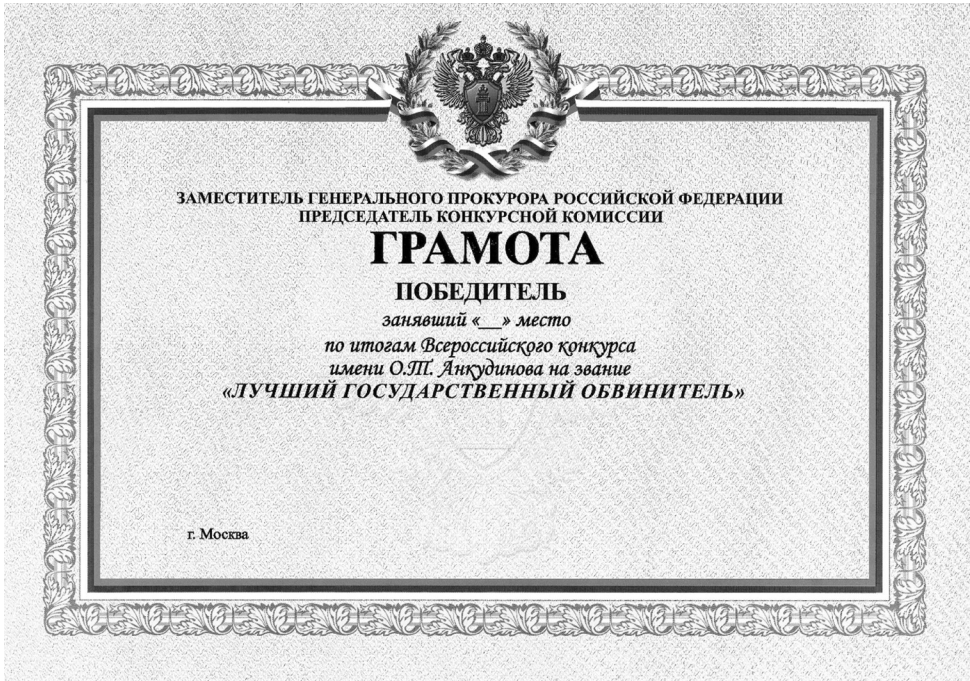 ЗАМЕСТИТЕЛЬ ГЕНЕРАЛЬНОГО ПРОКУРОРА РОССИЙСКОЙ ФЕДЕРАЦИИ
ПРЕДСЕДАТЕЛЬ КОНКУРСНОЙ КОМИССИИ
ГРАМОТА
ПОБЕДИТЕЛЬ
занявший «__» место
по итогам Всероссийского конкурса
имени О.Т. Анкудинова на звание
«ЛУЧШИЙ ГОСУДАРСТВЕННЫЙ ОБВИНИТЕЛЬ»
г. Москва